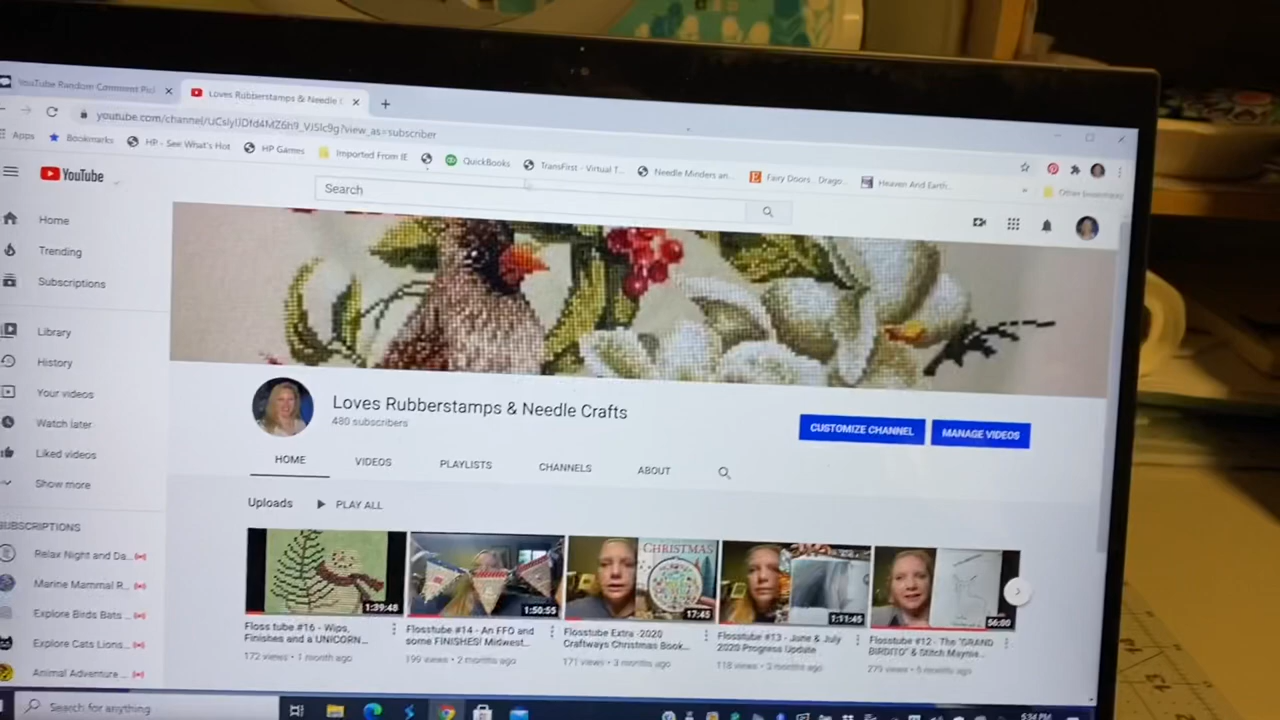 YouTube Random Comment Pic
Loves Rubberstamps & Needle C
youtube.com/channel/
?view_as=subscriber
Apps
Bookmarks
HP - See What's Hot
HP Games
Imported From IE
QuickBooks
TransFirst - Virtual T...
Needle Minders an...
Fairy Doors.. Drago...
Heaven And Earth...
Other bookmarks
YouTube
Search
Home
Trending
Subscriptions
Library
History
Your videos
Watch later
Liked videos
Show more
SUBSCRIPTIONS
Relax Night and Da...
Marine Mammal R...
Explore Birds Bats ...
Explore Cats Lions...
Animal Adventure ...
Loves Rubberstamps & Needle Crafts
480 subscribers
CUSTOMIZE CHANNEL
MANAGE VIDEOS
HOME
VIDEOS
PLAYLISTS
CHANNELS
ABOUT
Uploads
PLAY ALL
1:39:48
Floss tube #16 - Wips,
Finishes and a UNICORN...
172 views • 1 month ago
1:50:55
Flosstube #14 - An FFO and
some FINISHES! Midwest...
199 views • 2 months ago
CHRISTMAS
17:45
Flosstube Extra -2020
Craftways Christmas Book...
171 views • 3 months ago
1:11:45
Flosstube #13 - June & July
2020 Progress Update
118 views • 3 months ago
56:00
Flosstube #12 - The "GRAND
BIRDITO" & Stitch Maynia...
273 views • 5 months ago
Search for anything
5:34 PM
13